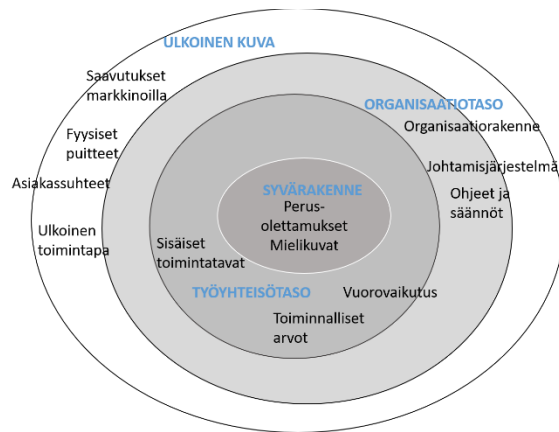 ULKOINEN KUVA
Saavutukset
markkinoilla
Fyysiset
puitteet
Asiakassuhteet
Ulkoinen
toimintapa
ORGANISAATIOTASO
Organisaatiorakenne
Johtamisjärjestelmä
Ohjeet ja
säännöt
SYVÄRAKENNE
Perus-
olettamukset
Mielikuvat
Sisäiset
toimintatavat
TYÖYHTEISÖTASO
Vuorovaikutus
Toiminnalliset
arvot